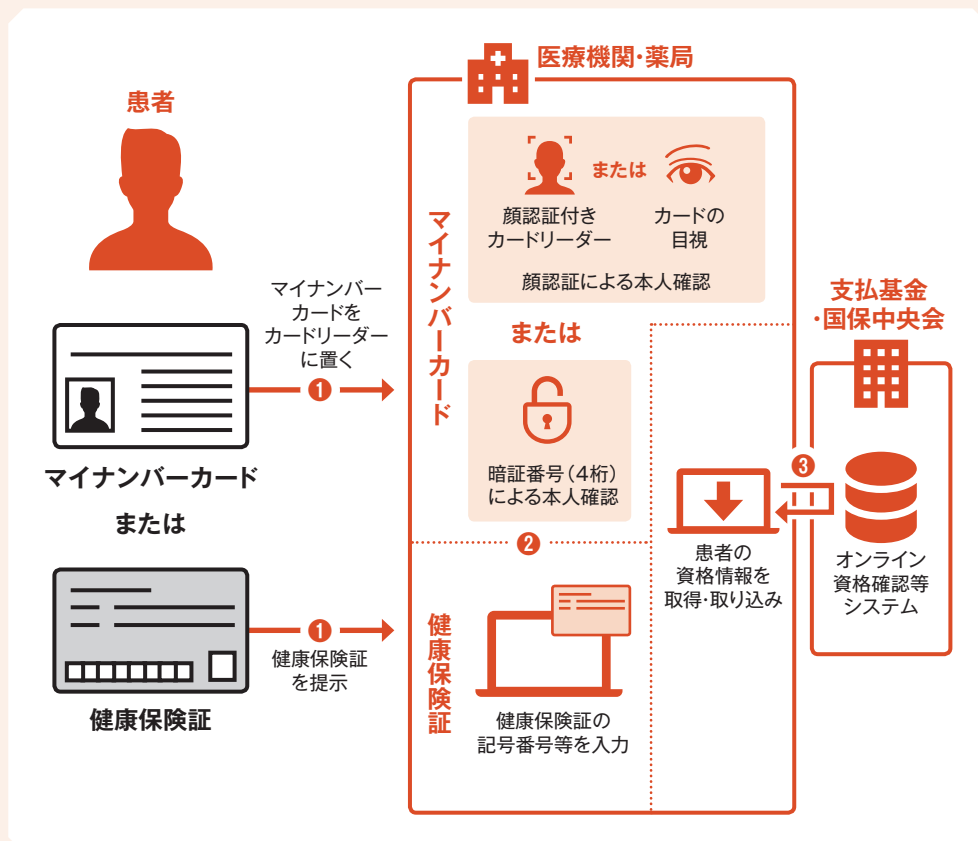 患者
マイナンバー
カードを
カードリーダー
に置く
❶
マイナンバーカード
または
❶
健康保険証
を提示
健康保険証
医療機関・薬局
マイナンバーカード
または
顔認証付き
カードリーダー
カードの
目視
顔認証による本人確認
または
暗証番号（4桁）
による本人確認
❷
健康保険証
健康保険証の
記号番号等を入力
患者の
資格情報を
取得・取り込み
❸
支払基金
・国保中央会
オンライン
資格確認等
システム